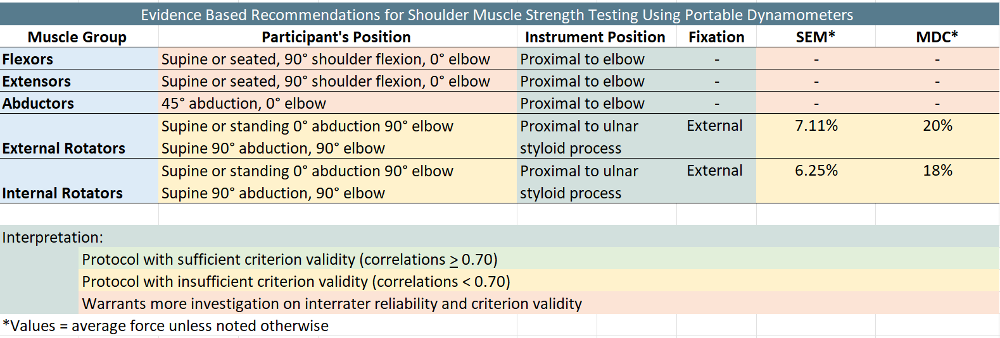 Evidence Based Recommendations for Shoulder Muscle Strength Testing Using Portable Dynamometers
Muscle Group Participant's Position Instrument Position Fixation SEM* MDC*
Flexors Supine or seated, 90° shoulder flexion, 0° elbow Proximal to elbow - - -
Extensors Supine or seated, 90° shoulder flexion, 0° elbow Proximal to elbow - - -
Abductors 45° abduction, 0° elbow Proximal to elbow - - -
Supine or standing 0° abduction 90° elbow Proximal to ulnar External 7.11% 20%
External Rotators Supine 90° abduction, 90° elbow styloid process
Supine or standing 0° abduction 90° elbow Proximal to ulnar External 6.25% 18%
Internal Rotators Supine 90° abduction, 90° elbow styloid process
Interpretation:
Protocol with sufficient criterion validity (correlations ≥ 0.70)
Protocol with insufficient criterion validity (correlations < 0.70)
Warrants more investigation on interrater reliability and criterion validity
*Values = average force unless noted otherwise